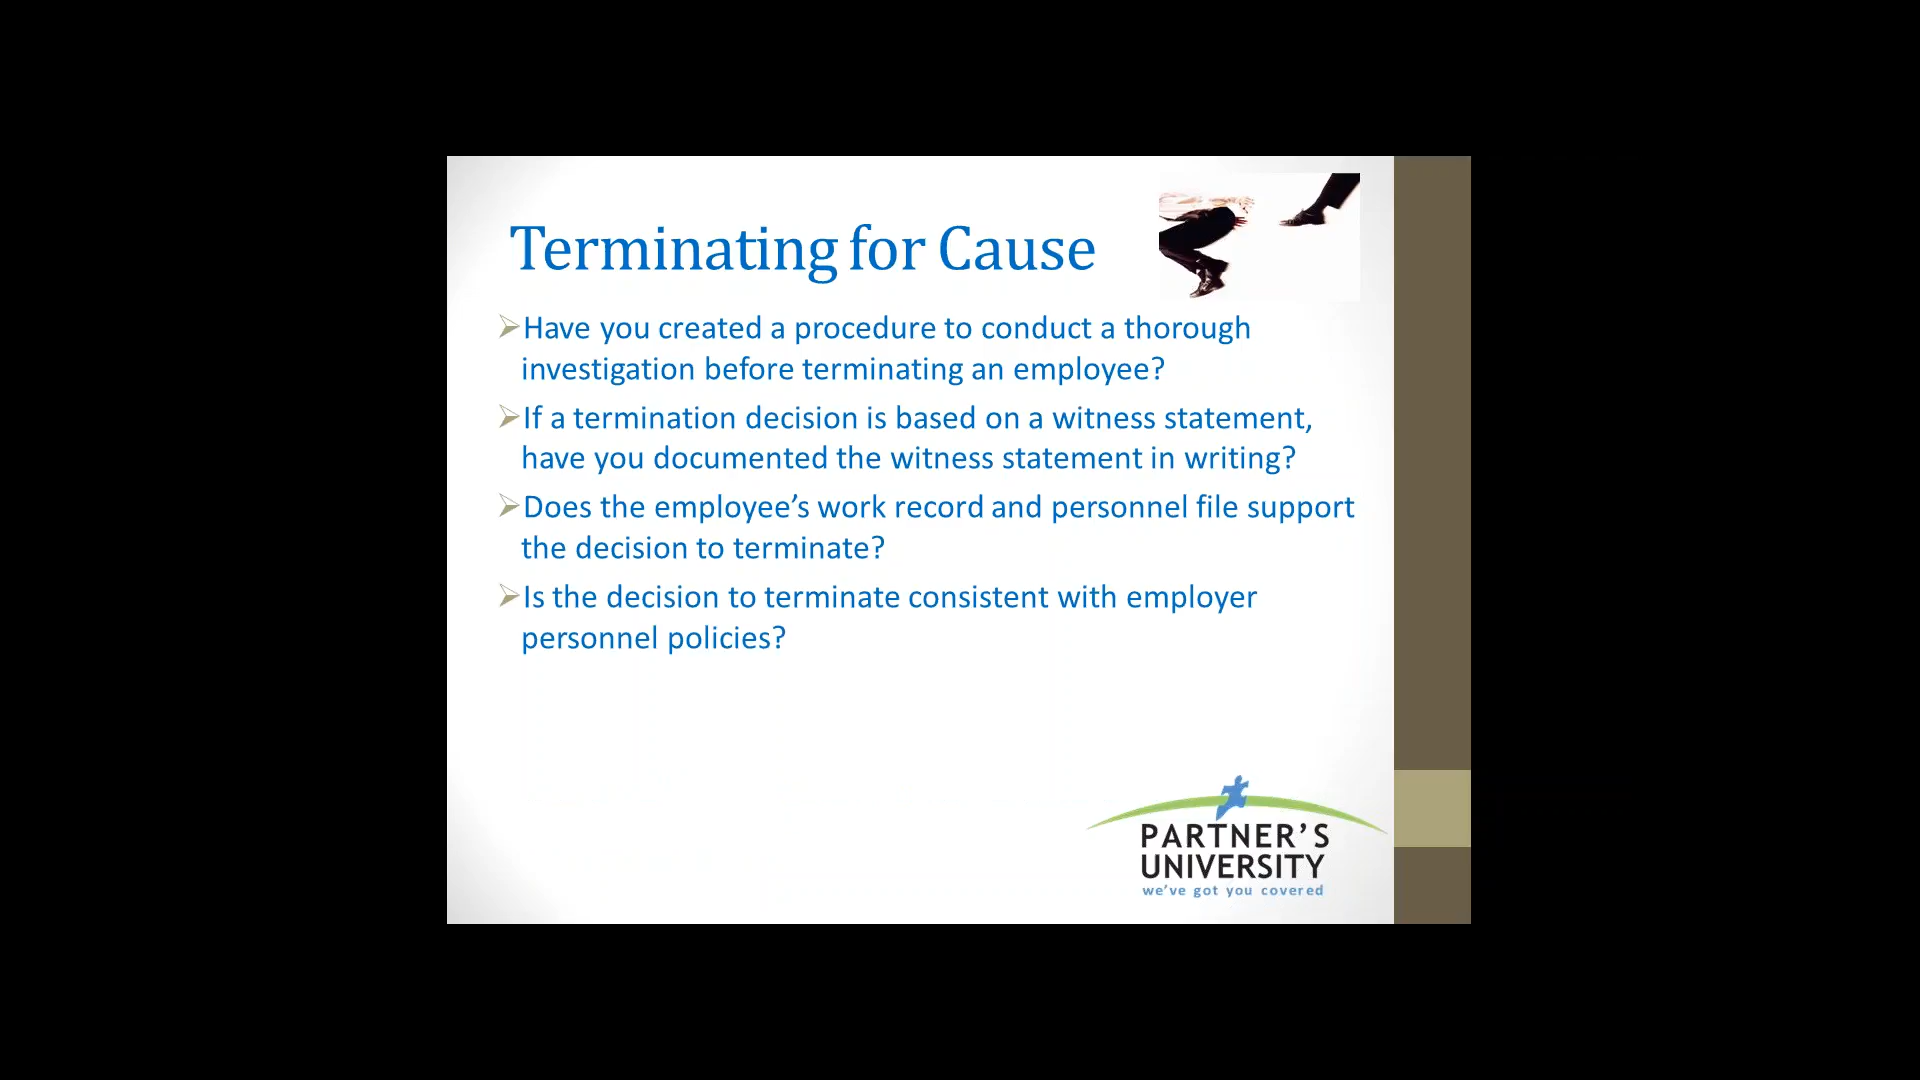 Terminating for Cause
Have you created a procedure to conduct a thorough
investigation before terminating an employee?
If a termination decision is based on a witness statement,
have you documented the witness statement in writing?
Does the employee’s work record and personnel file support
the decision to terminate?
Is the decision to terminate consistent with employer
personnel policies?
PARTNER’S
UNIVERSITY
we’ve got you covered